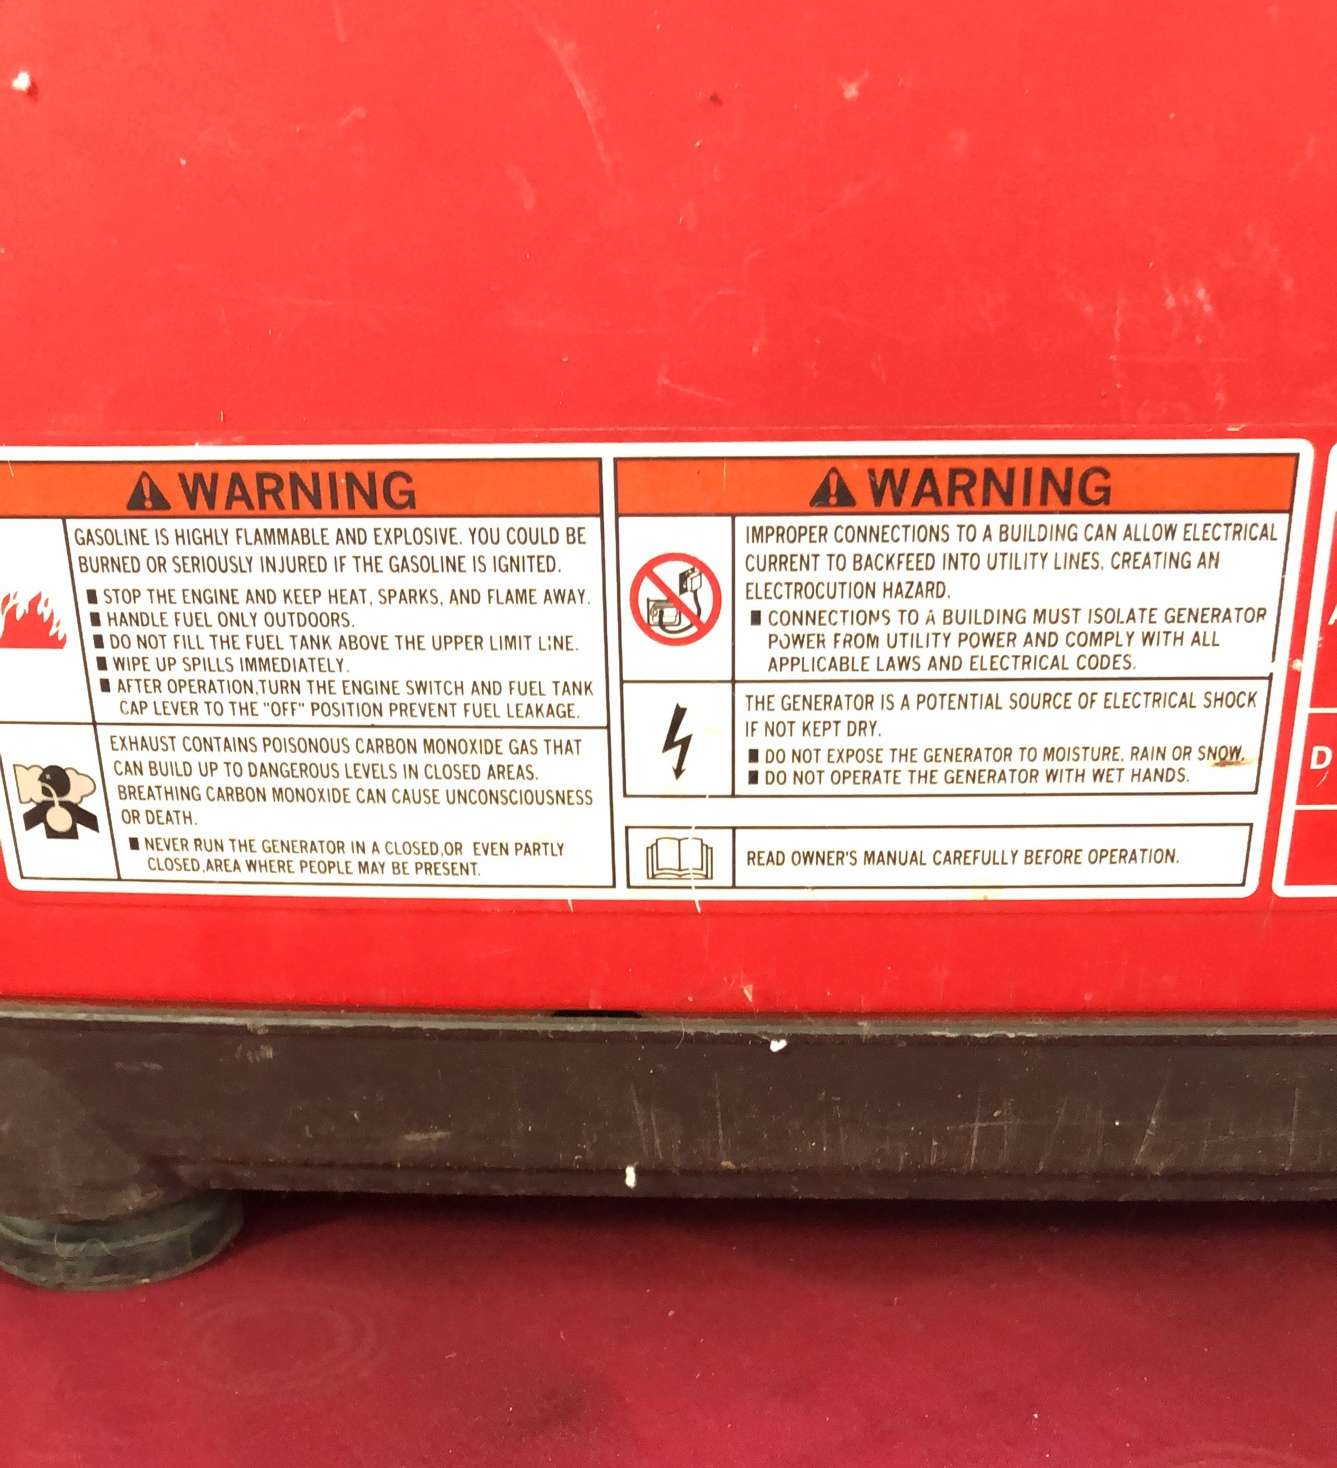 WARNING
GASOLINE IS HIGHLY FLAMMABLE AND EXPLOSIVE. YOU COULD BE
BURNED OR SERIOUSLY INJURED IF THE GASOLINE IS IGNITED.
■ STOP THE ENGINE AND KEEP HEAT, SPARKS, AND FLAME AWAY.
■ HANDLE FUEL ONLY OUTDOORS.
■ DO NOT FILL THE FUEL TANK ABOVE THE UPPER LIMIT LINE.
■ WIPE UP SPILLS IMMEDIATELY.
■ AFTER OPERATION,TURN THE ENGINE SWITCH AND FUEL TANK
CAP LEVER TO THE "OFF" POSITION PREVENT FUEL LEAKAGE.
EXHAUST CONTAINS POISONOUS CARBON MONOXIDE GAS THAT
CAN BUILD UP TO DANGEROUS LEVELS IN CLOSED AREAS.
BREATHING CARBON MONOXIDE CAN CAUSE UNCONSCIOUSNESS
OR DEATH.
■ NEVER RUN THE GENERATOR IN A CLOSED,OR EVEN PARTLY
CLOSED,AREA WHERE PEOPLE MAY BE PRESENT.
WARNING
IMPROPER CONNECTIONS TO A BUILDING CAN ALLOW ELECTRICAL
CURRENT TO BACKFEED INTO UTILITY LINES, CREATING AN
ELECTROCUTION HAZARD.
■ CONNECTIONS TO A BUILDING MUST ISOLATE GENERATOR
POWER FROM UTILITY POWER AND COMPLY WITH ALL
APPLICABLE LAWS AND ELECTRICAL CODES.
THE GENERATOR IS A POTENTIAL SOURCE OF ELECTRICAL SHOCK
IF NOT KEPT DRY.
■ DO NOT EXPOSE THE GENERATOR TO MOISTURE, RAIN OR SNOW.
■ DO NOT OPERATE THE GENERATOR WITH WET HANDS.
READ OWNER'S MANUAL CAREFULLY BEFORE OPERATION.
D